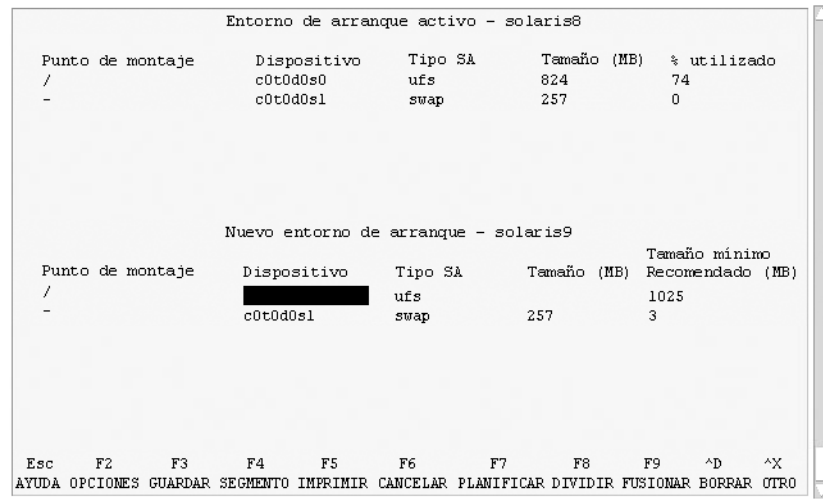 Entorno de arranque activo - solaris8
Punto de montaje Dispositivo Tipo SA Tamaño (MB) % utilizado
/ c0t0d0s0 ufs 824 74
- c0t0d0s1 swap 257 0
Nuevo entorno de arranque - solaris9
Tamaño mínimo
Punto de montaje Dispositivo Tipo SA Tamaño (MB) Recomendado (MB)
/ ufs 1025
- c0t0d0s1 swap 257 3
Esc F2 F3 F4 F5 F6 F7 F8 F9 ^D ^X
AYUDA OPCIONES GUARDAR SEGMENTO IMPRIMIR CANCELAR PLANIFICAR DIVIDIR FUSIONAR BORRAR OTRO